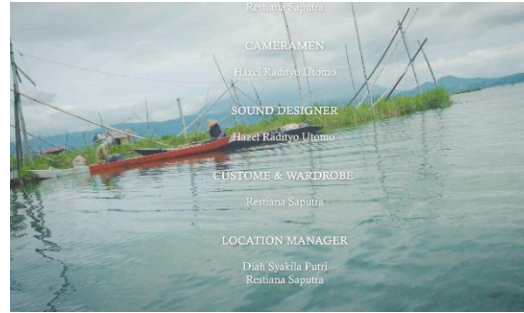 Restiana Saputra
CAMERAMEN
Hazel Radityo Utomo
SOUND DESIGNER
Hazel Radityo Utomo
CUSTOME & WARDROBE
Restiana Saputra
LOCATION MANAGER
Diah Syakila Putri
Restiana Saputra